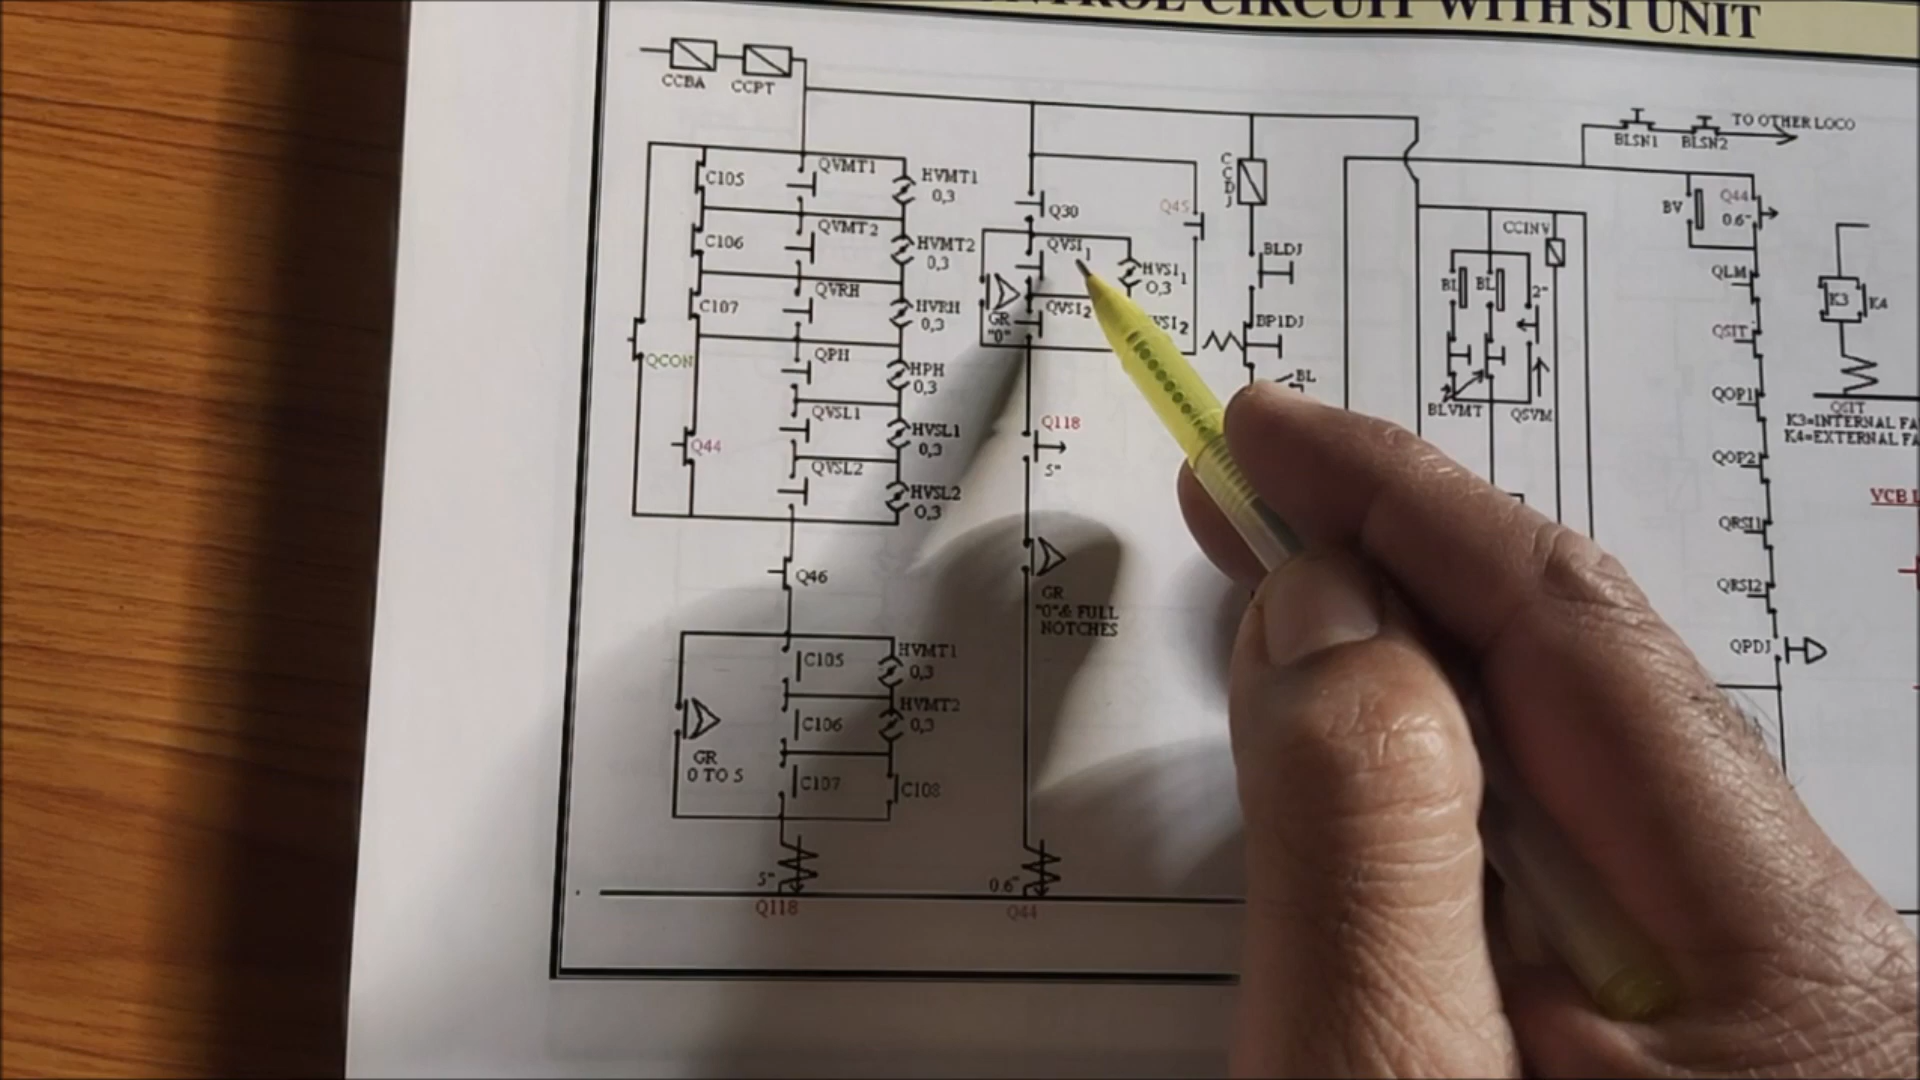 CIRCUIT WITH SI UNIT
CCBA
CCPT
TO OTHER LOCO
BLSN1
BLSN2
QVMT1
C105
HVMT1
0,3
QVMT2
C106
HVMT2
0,3
QVRH
C107
HVRH
0,3
QCON
QPH
HPH
0,3
QVSL1
HVSL1
0,3
Q44
QVSL2
HVSL2
0,3
Q46
C105
HVMT1
0,3
C106
HVMT2
0,3
GR
0 TO 5
C107
C108
5"
Q118
Q30
Q45
QVSI1
HVSI1
0,3
QVSI2
GR
"0"
Q118
5"
GR
"0"& FULL
NOTCHES
0.6"
Q44
CCDJ
BLDJ
BP1DJ
BL
CCINV
BL
BL
2"
BLVMT
QSVM
BV
Q44
0.6"
QLM
QSIT
QOP1
QOP2
QRSI1
QRSI2
QPDJ
K3
K4
QSIT
K3=INTERNAL FA
K4=EXTERNAL FA
VCB